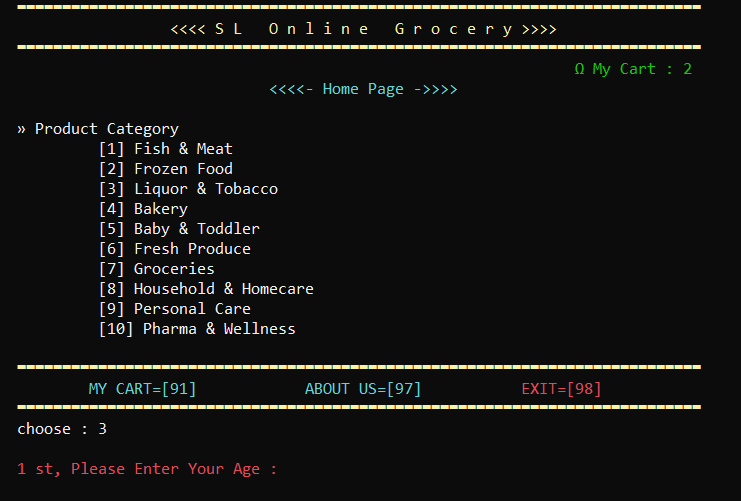 <<<< S L   O n l i n e   G r o c e r y >>>>
Ω My Cart : 2
<<<<- Home Page ->>>>
» Product Category
[1] Fish & Meat
[2] Frozen Food
[3] Liquor & Tobacco
[4] Bakery
[5] Baby & Toddler
[6] Fresh Produce
[7] Groceries
[8] Household & Homecare
[9] Personal Care
[10] Pharma & Wellness
MY CART=[91] ABOUT US=[97] EXIT=[98]
choose : 3
1 st, Please Enter Your Age :